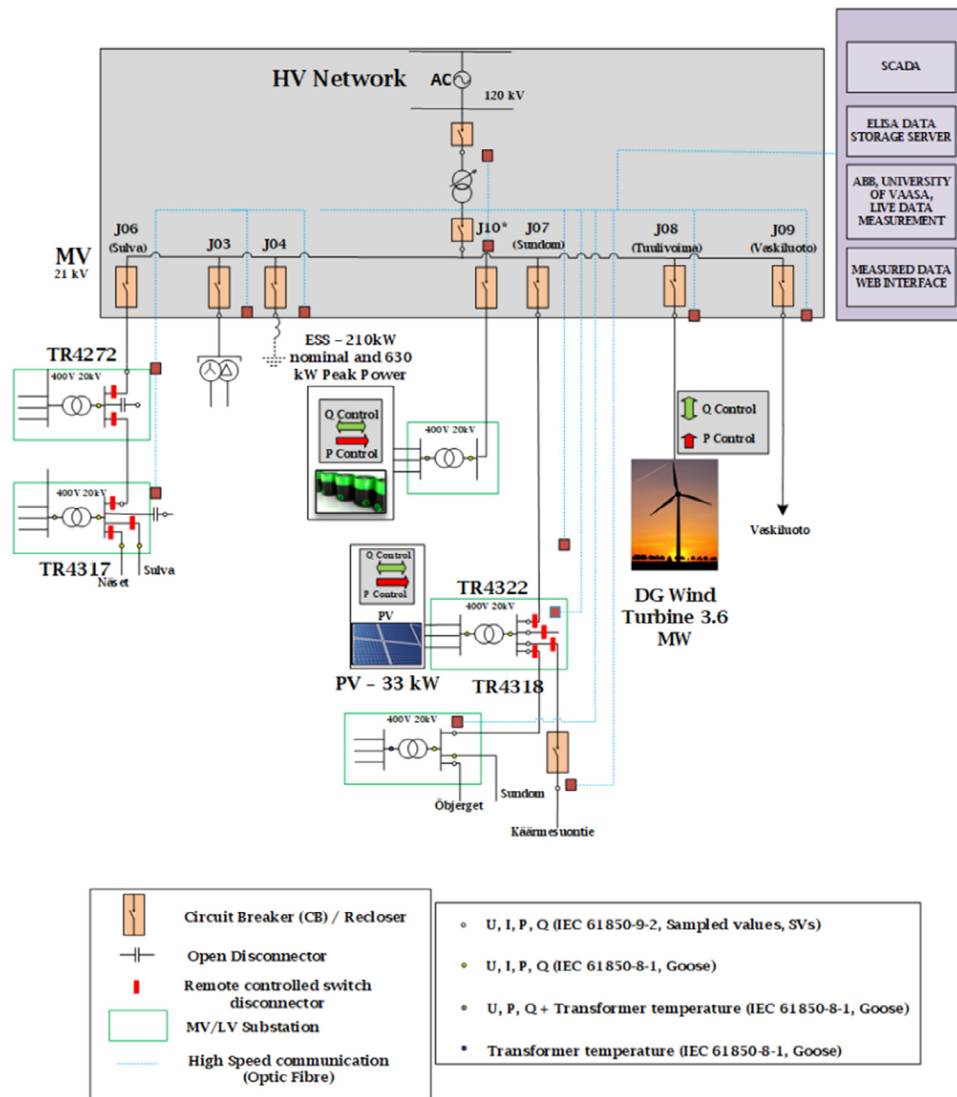 HV Network
AC
120 kV
SCADA
ELISA DATA
STORAGE SERVER
ABB, UNIVERSITY
OF VAASA,
LIVE DATA
MEASUREMENT
MEASURED DATA
WEB INTERFACE
MV
21 kV
J06
(Sulva)
J03
J04
J10*
J07
(Sundom)
J08
(Tuulivoima)
J09
(Vaskiluoto)
TR4272
400V 20kV
400V 20kV
TR4317
Näset
Sulva
ESS – 210kW
nominal and 630
kW Peak Power
Q Control
P Control
400V 20kV
Q Control
P Control
DG Wind
Turbine 3.6
MW
Vaskiluoto
Q Control
P Control
PV
PV – 33 kW
TR4322
400V 20kV
TR4318
400V 20kV
Öbjerget
Sundom
Käärmesuontie
Circuit Breaker (CB) / Recloser
Open Disconnector
Remote controlled switch
disconnector
MV/LV Substation
High Speed communication
(Optic Fibre)
U, I, P, Q (IEC 61850-9-2, Sampled values, SVs)
U, I, P, Q (IEC 61850-8-1, Goose)
U, P, Q + Transformer temperature (IEC 61850-8-1, Goose)
Transformer temperature (IEC 61850-8-1, Goose)